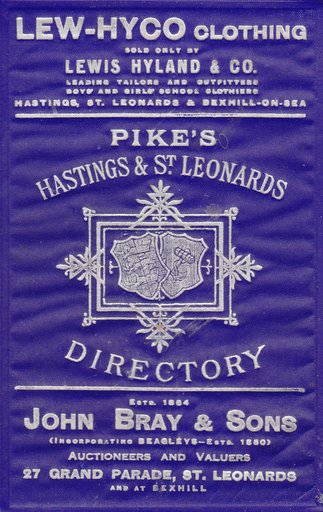 LEW-HYCO CLOTHING
SOLD ONLY BY
LEWIS HYLAND & CO.
LEADING TAILORS AND OUTFITTERS
BOYS' AND GIRLS' SCHOOL CLOTHIERS
HASTINGS, ST. LEONARDS & BEXHILL-ON-SEA
PIKE'S
HASTINGS & ST LEONARDS
DIRECTORY
ESTD. 1864
JOHN BRAY & SONS
(INCORPORATING BEAGLEYS—ESTD. 1880)
AUCTIONEERS AND VALUERS
27 GRAND PARADE, ST. LEONARDS
AND AT BEXHILL